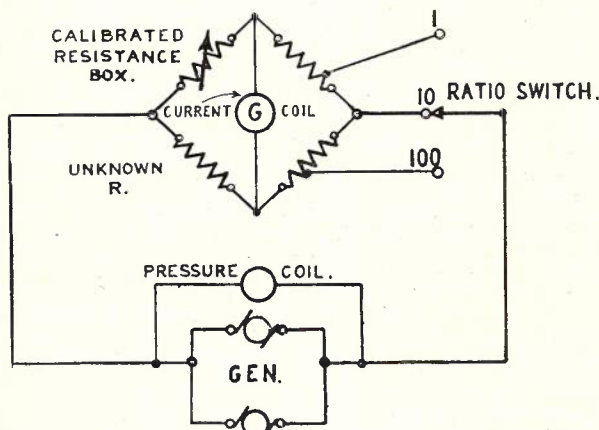 CALIBRATED
RESISTANCE
BOX.
1
CURRENT G COIL
10 RATIO SWITCH.
UNKNOWN
R.
100
PRESSURE COIL.
GEN.